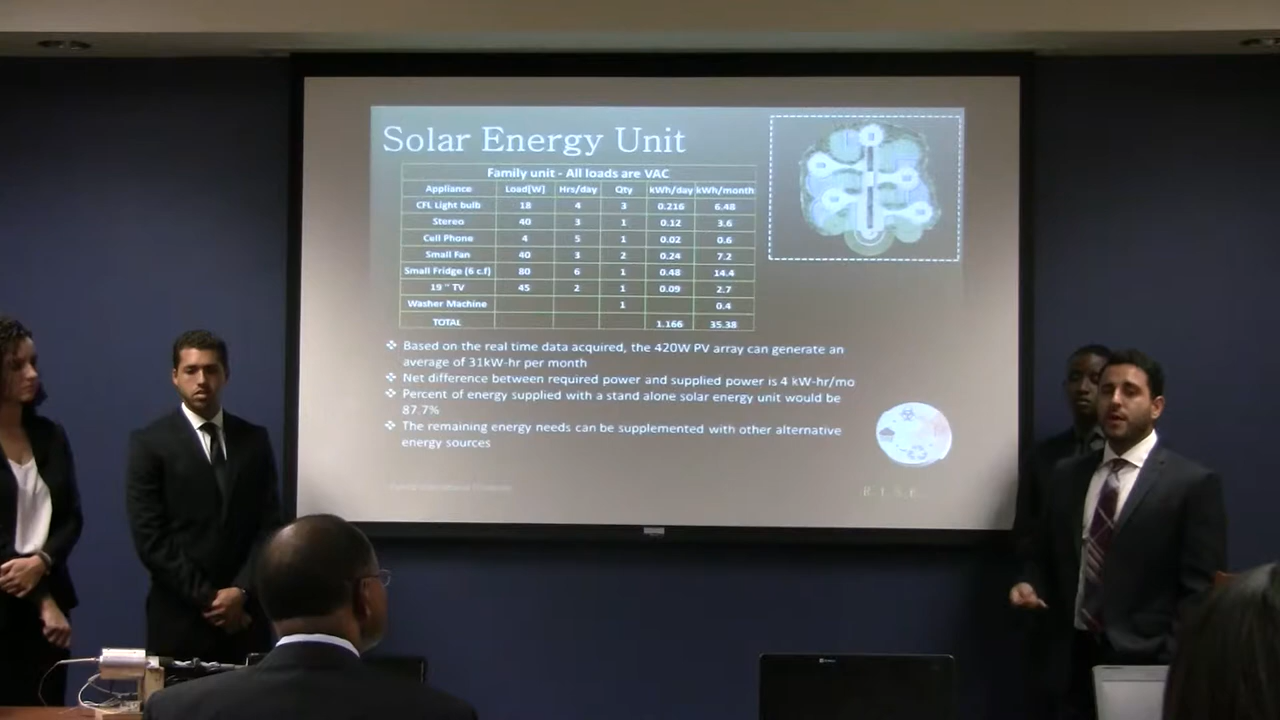 Solar Energy Unit
Family unit - All loads are VAC
Appliance Load[W] Hrs/day Qty kWh/day kWh/month
CFL Light bulb 18 4 3 0.216 6.48
Stereo 40 3 1 0.12 3.6
Cell Phone 4 5 1 0.02 0.6
Small Fan 40 3 2 0.24 7.2
Small Fridge (6 c.f) 80 6 1 0.48 14.4
19 " TV 45 2 1 0.09 2.7
Washer Machine 1 0.4
TOTAL 1.166 35.38
❖ Based on the real time data acquired, the 420W PV array can generate an
average of 31kW-hr per month
❖ Net difference between required power and supplied power is 4 kW-hr/mo
❖ Percent of energy supplied with a stand alone solar energy unit would be
87.7%
❖ The remaining energy needs can be supplemented with other alternative
energy sources